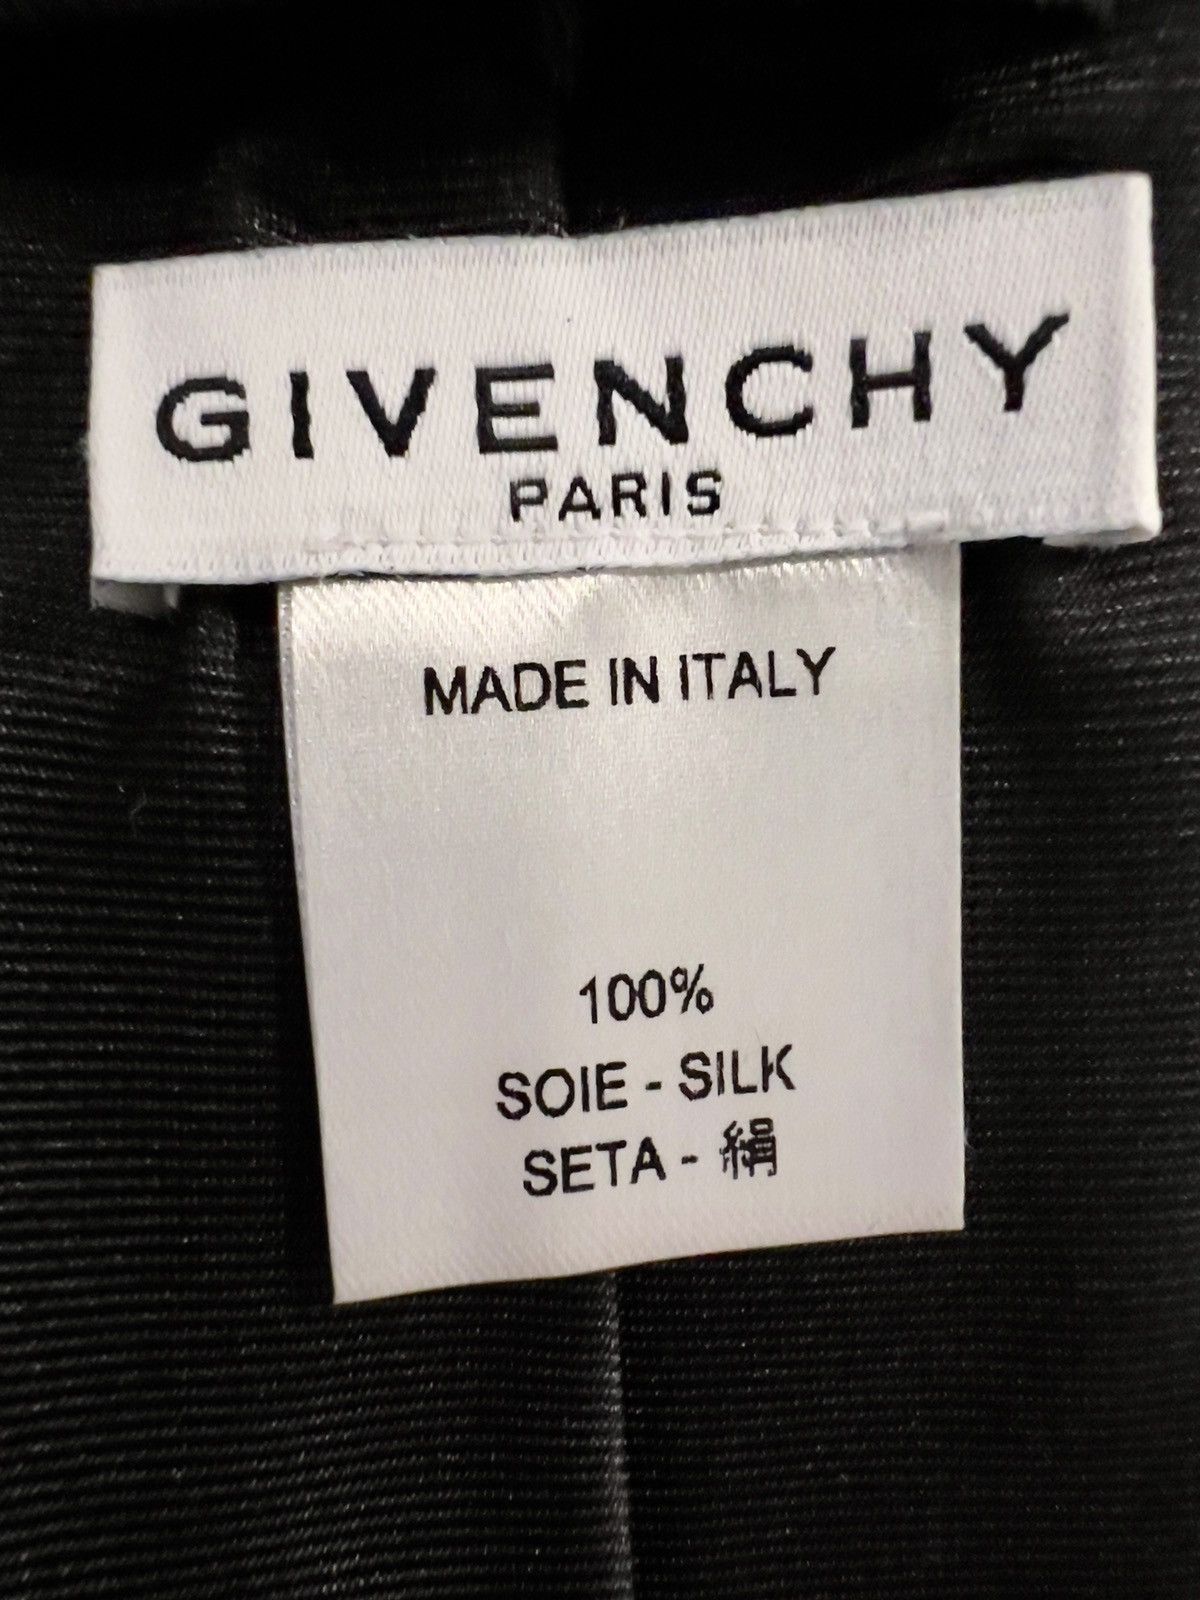 GIVENCHY
PARIS
MADE IN ITALY
100%
SOIE - SILK
SETA - 絹